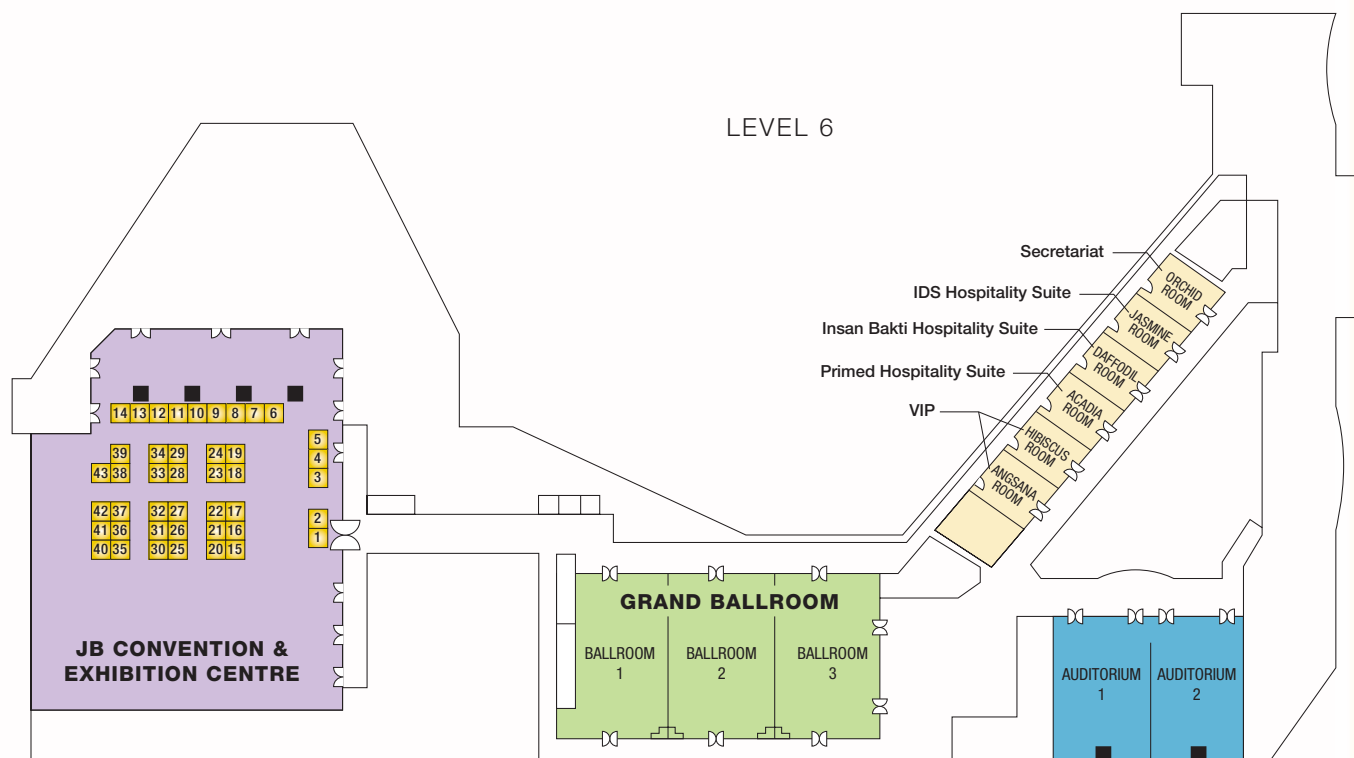 LEVEL 6
Secretariat
IDS Hospitality Suite
Insan Bakti Hospitality Suite
Primed Hospitality Suite
VIP
ORCHID
ROOM
JASMINE
ROOM
DAFFODIL
ROOM
ACADIA
ROOM
HIBISCUS
ROOM
ANGSANA
ROOM
14 13 12 11 10 9 8 7 6
5
4
3
2
1
39 34 29 24 19
43 38 33 28 23 18
42 37 32 27 22 17
41 36 31 26 21 16
40 35 30 25 20 15
JB CONVENTION &
EXHIBITION CENTRE
GRAND BALLROOM
BALLROOM
1
BALLROOM
2
BALLROOM
3
AUDITORIUM
1
AUDITORIUM
2